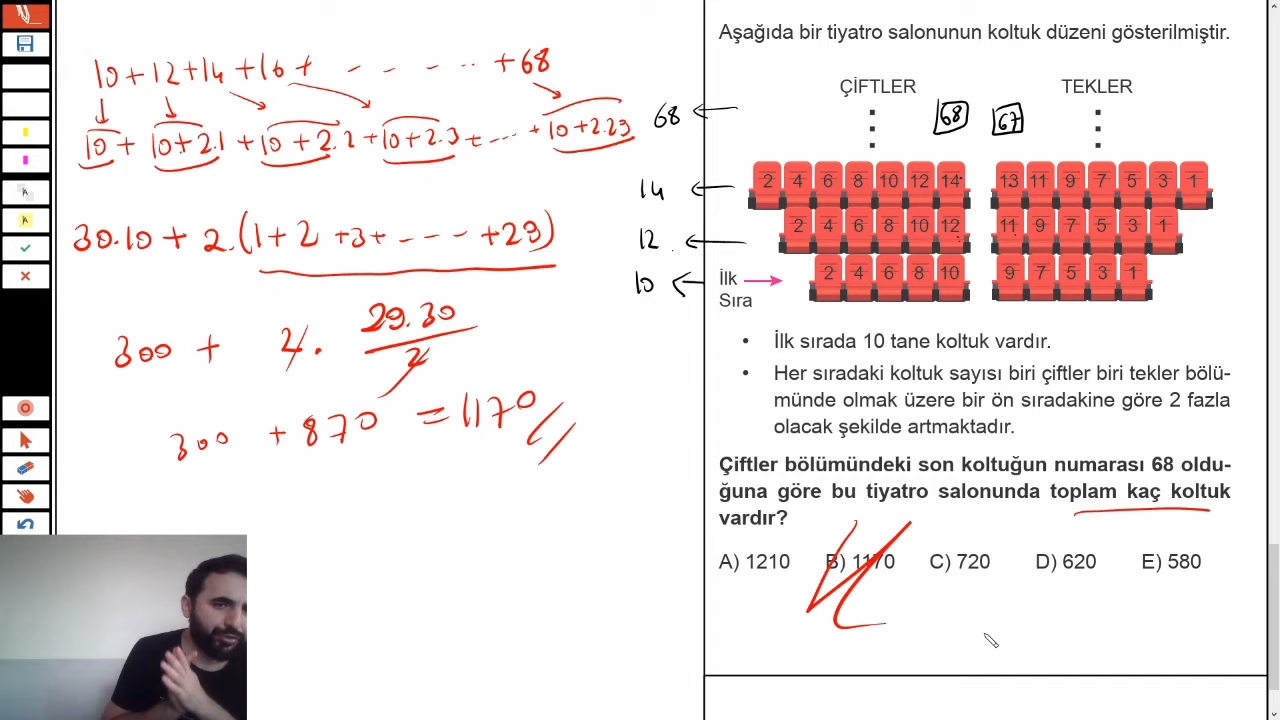 10+12+14+16+ - - - - .. +68
10 + 10+2.1 + 10+2.2 + 10+2.3 + - - + 10+2.29
30.10 + 2.(1+2+3+ - - - - +29)
300 + 2. 29.30
2
300 + 870 = 1170
Aşağıda bir tiyatro salonunun koltuk düzeni gösterilmiştir.
ÇİFTLER TEKLER
68 68 67
14 2 4 6 8 10 12 14 13 11 9 7 5 3 1
12 2 4 6 8 10 12 11 9 7 5 3 1
10 İlk 2 4 6 8 10 9 7 5 3 1
Sıra
• İlk sırada 10 tane koltuk vardır.
• Her sıradaki koltuk sayısı biri çiftler biri tekler bölü-
münde olmak üzere bir ön sıradakine göre 2 fazla
olacak şekilde artmaktadır.
Çiftler bölümündeki son koltuğun numarası 68 oldu-
ğuna göre bu tiyatro salonunda toplam kaç koltuk
vardır?
A) 1210 B) 1170 C) 720 D) 620 E) 580